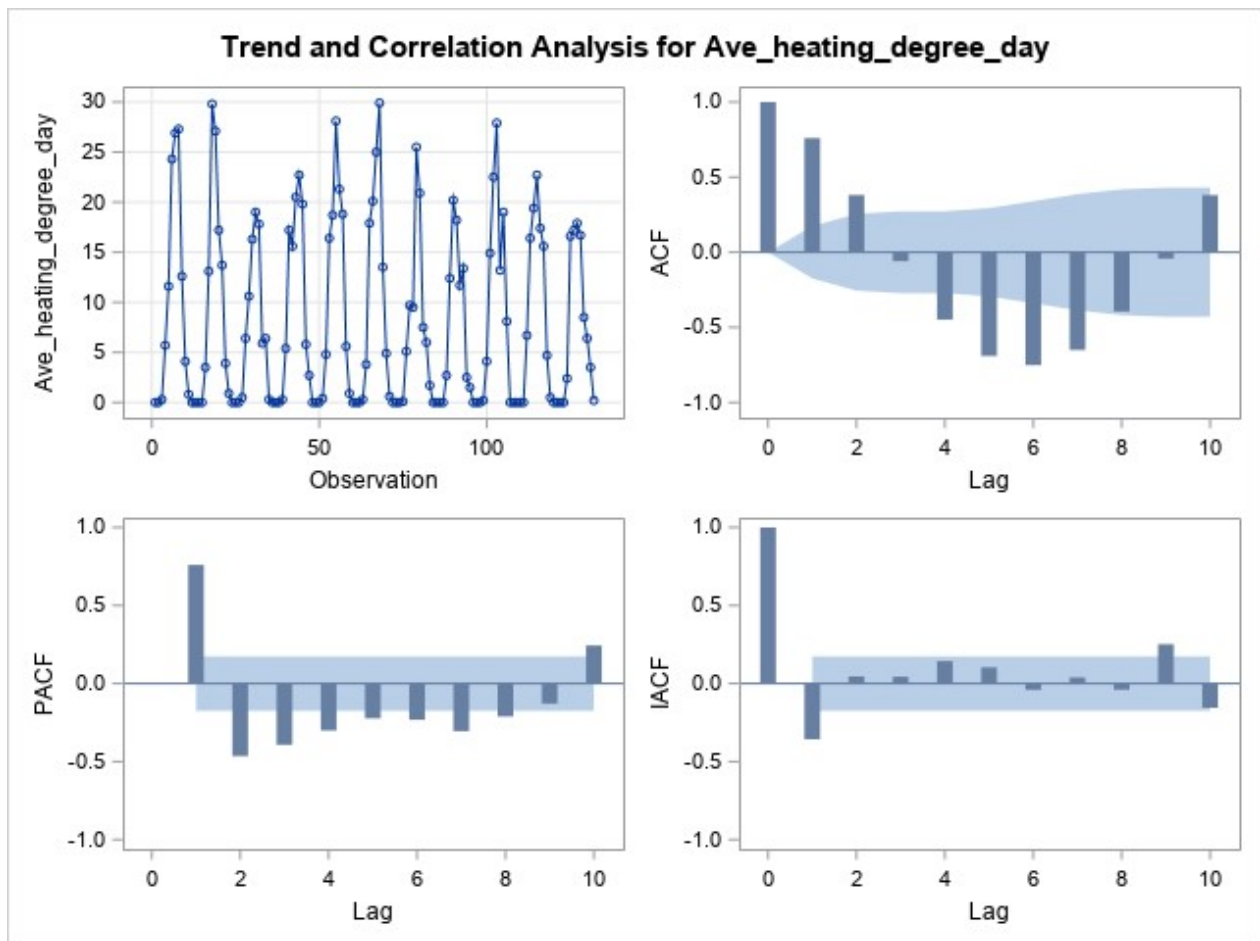 Trend and Correlation Analysis for Ave_heating_degree_day
Ave_heating_degree_day
30
25
20
15
10
5
0
0 50 100
Observation
ACF
1.0
0.5
0.0
-0.5
-1.0
0 2 4 6 8 10
Lag
PACF
1.0
0.5
0.0
-0.5
-1.0
0 2 4 6 8 10
Lag
IACF
1.0
0.5
0.0
-0.5
-1.0
0 2 4 6 8 10
Lag